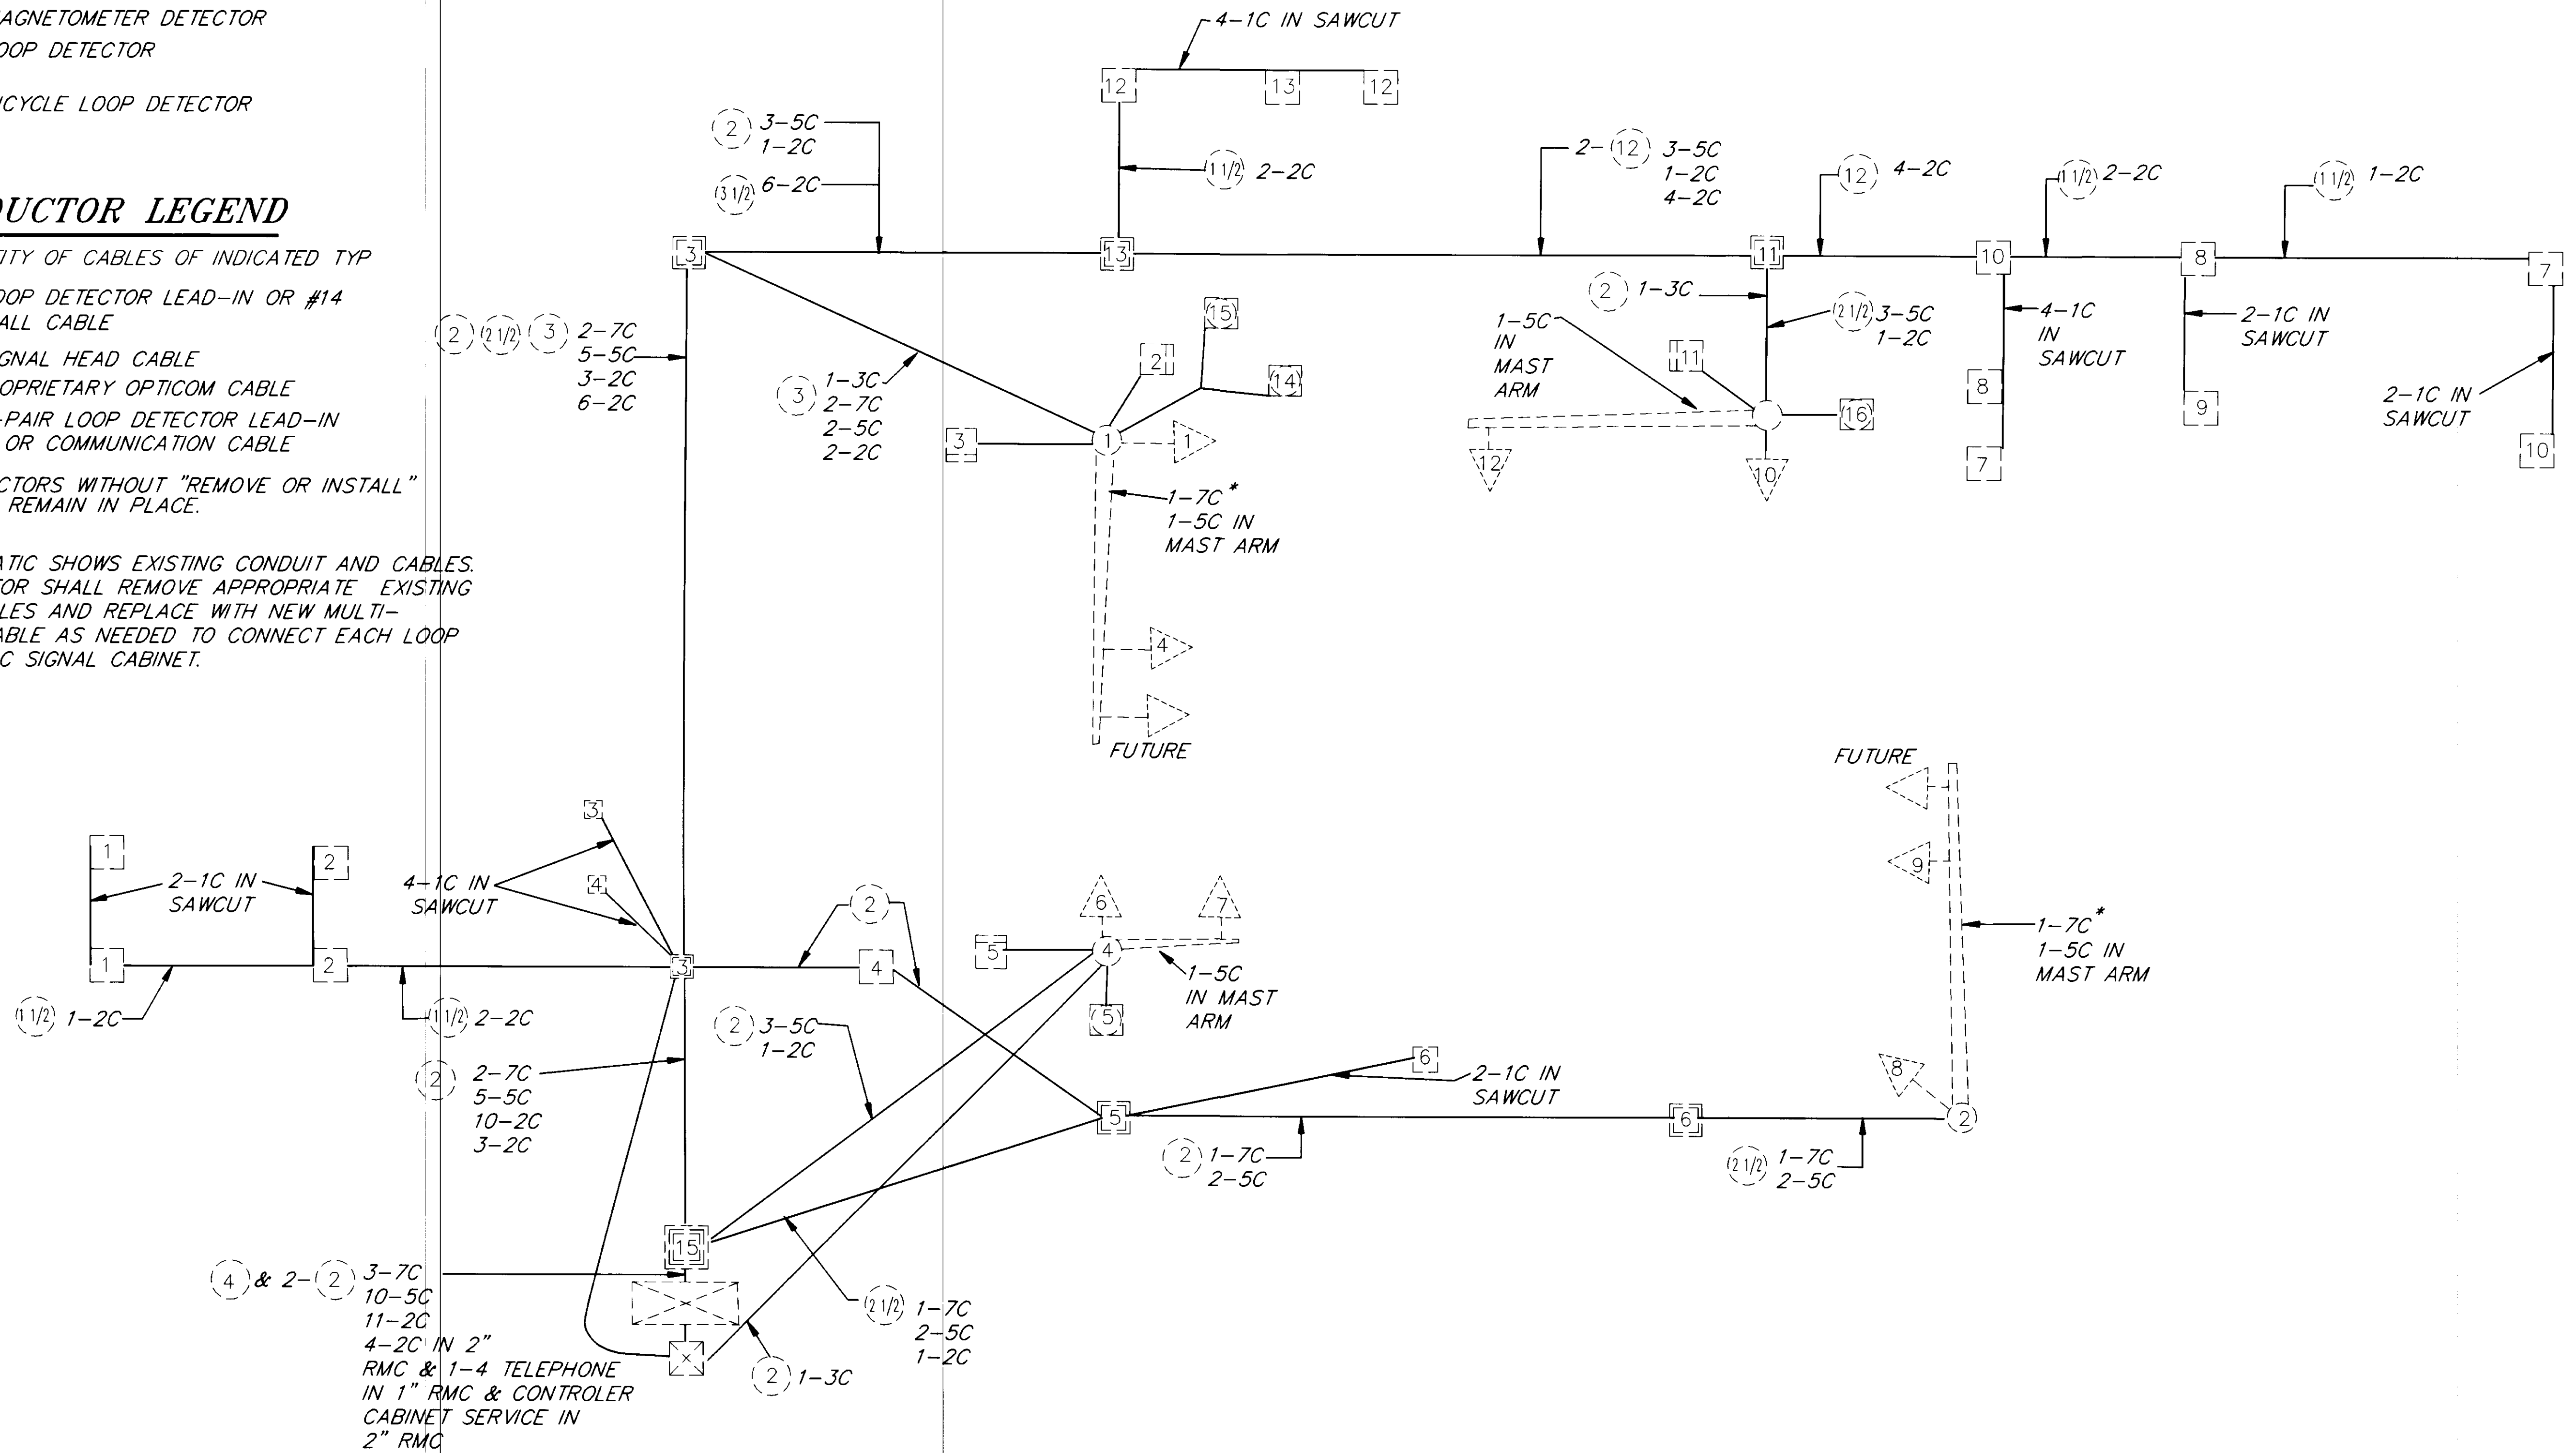 AGNETOMETER DETECTOR
OOP DETECTOR
ICYCLE LOOP DETECTOR
DUCTOR LEGEND
TITY OF CABLES OF INDICATED TYP
OOP DETECTOR LEAD-IN OR #14
ALL CABLE
IGNAL HEAD CABLE
OPRIETARY OPTICOM CABLE
-PAIR LOOP DETECTOR LEAD-IN
OR COMMUNICATION CABLE
CTORS WITHOUT "REMOVE OR INSTALL"
REMAIN IN PLACE.
ATIC SHOWS EXISTING CONDUIT AND CABLES.
TOR SHALL REMOVE APPROPRIATE EXISTING
LES AND REPLACE WITH NEW MULTI-
ABLE AS NEEDED TO CONNECT EACH LOOP
C SIGNAL CABINET.
4-1C IN SAWCUT
12
13
12
2 3-5C
1-2C
3 1/2 6-2C
1 1/2 2-2C
2- 12 3-5C
1-2C
4-2C
12 4-2C
1 1/2 2-2C
1 1/2 1-2C
3
13
11
10
8
7
2 2 1/2 3 2-7C
5-5C
3-2C
6-2C
3 1-3C
2-7C
2-5C
2-2C
15
2
14
3
1
1
1-7C*
1-5C IN
MAST ARM
4
FUTURE
2 1-3C
2 1/2 3-5C
1-2C
1-5C
IN
MAST
ARM
11
16
12
10
4-1C
IN
SAWCUT
8
7
2-1C IN
SAWCUT
9
2-1C IN
SAWCUT
10
FUTURE
9
1-7C*
1-5C IN
MAST ARM
8
2
3
4
4-1C IN
SAWCUT
1
2
2-1C IN
SAWCUT
1
2
3
4
2
1 1/2 1-2C
1 1/2 2-2C
6
7
5
4
5
1-5C
IN MAST
ARM
2 3-5C
1-2C
2 2-7C
5-5C
10-2C
3-2C
6
2-1C IN
SAWCUT
5
6
2 1-7C
2-5C
2 1/2 1-7C
2-5C
15
4 & 2- 2 3-7C
10-5C
11-2C
4-2C IN 2"
RMC & 1-4 TELEPHONE
IN 1" RMC & CONTROLER
CABINET SERVICE IN
2" RMC
2 1/2 1-7C
2-5C
1-2C
2 1-3C